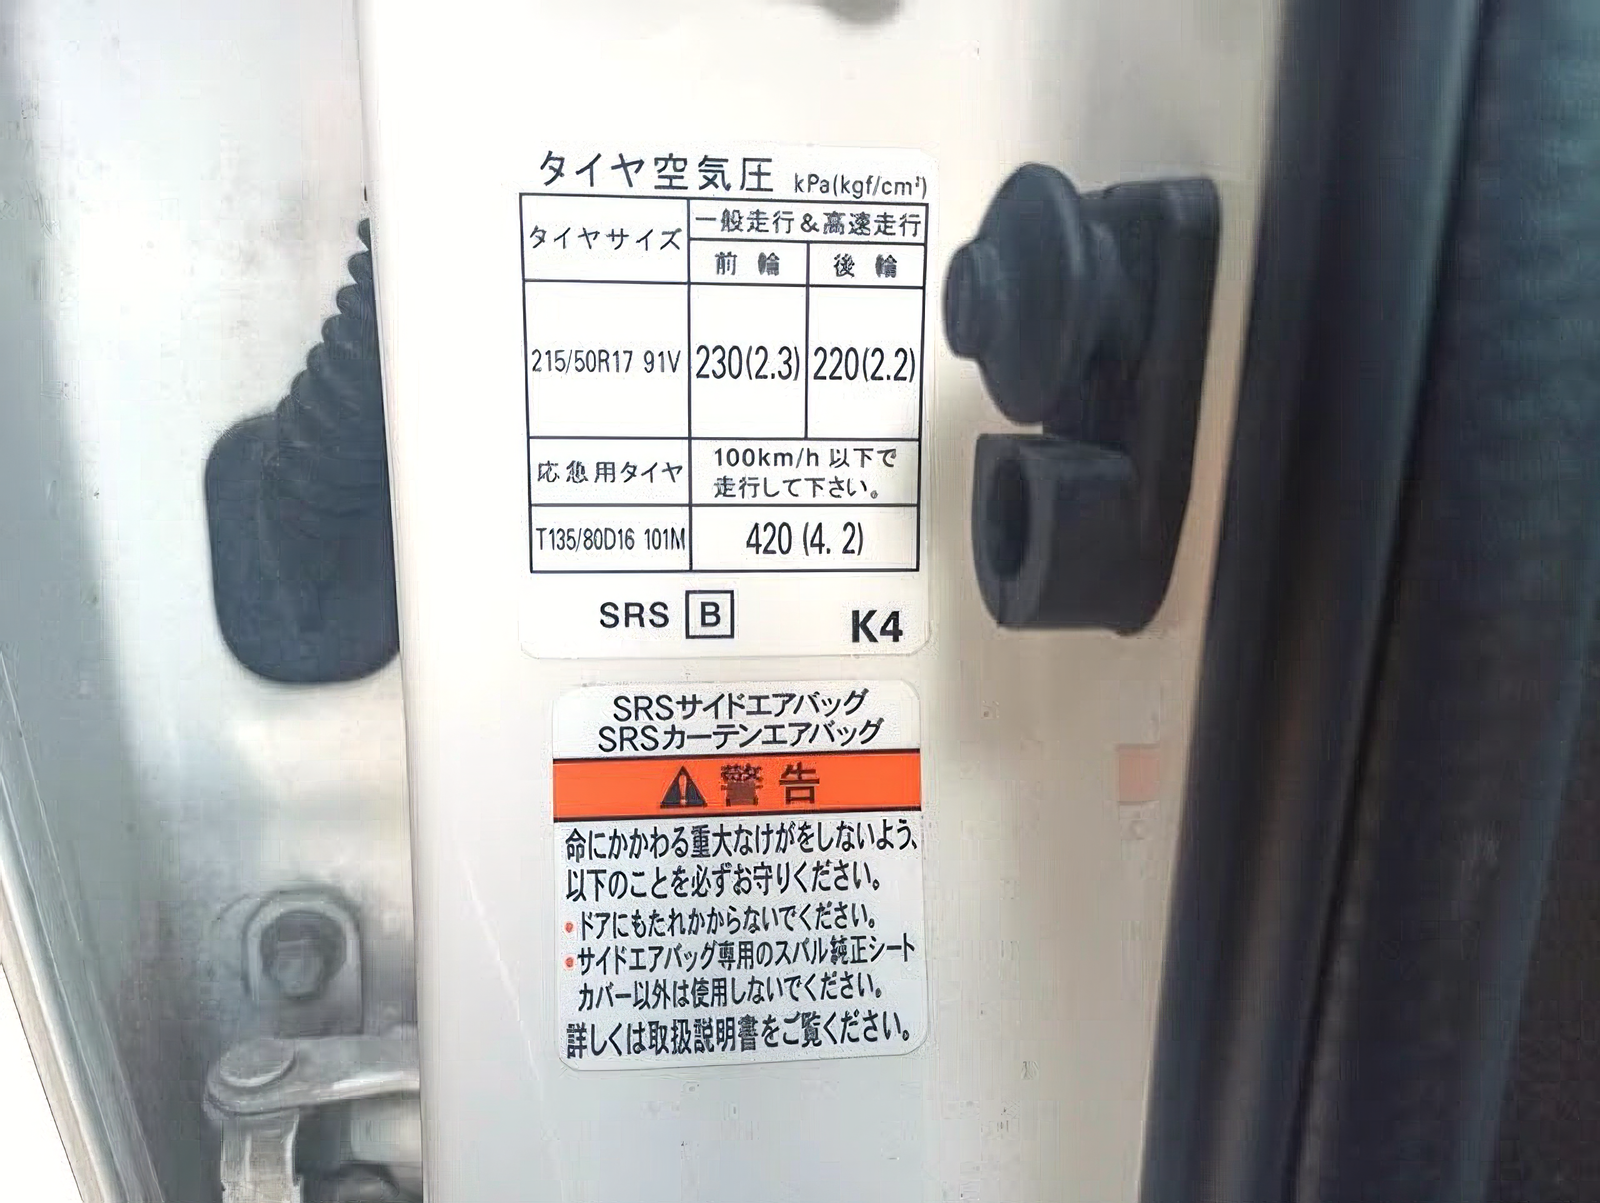 タイヤ空気圧 kPa(kgf/cm²)
タイヤサイズ
一般走行&高速走行
前輪 後輪
215/50R17 91V 230(2.3) 220(2.2)
応急用タイヤ
100km/h 以下で
走行して下さい。
T135/80D16 101M 420 (4.2)
SRS B K4
SRSサイドエアバッグ
SRSカーテンエアバッグ
警告
命にかかわる重大なけがをしないよう、
以下のことを必ずお守りください。
・ドアにもたれかからないでください。
・サイドエアバッグ専用のスバル純正シート
カバー以外は使用しないでください。
詳しくは取扱説明書をご覧ください。